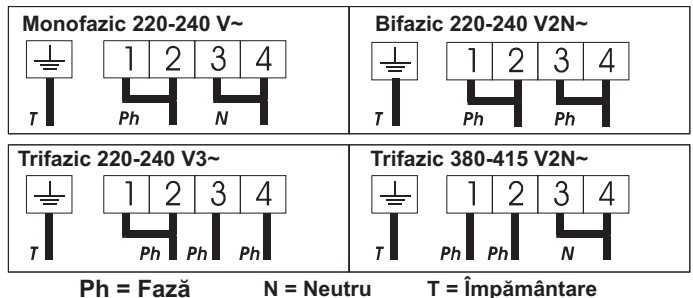 Monofazic 220-240 V~
1 2 3 4
T Ph N
Bifazic 220-240 V2N~
1 2 3 4
T Ph Ph
Trifazic 220-240 V3~
1 2 3 4
T Ph Ph Ph
Trifazic 380-415 V2N~
1 2 3 4
T Ph Ph N
Ph = Fază N = Neutru T = Împământare